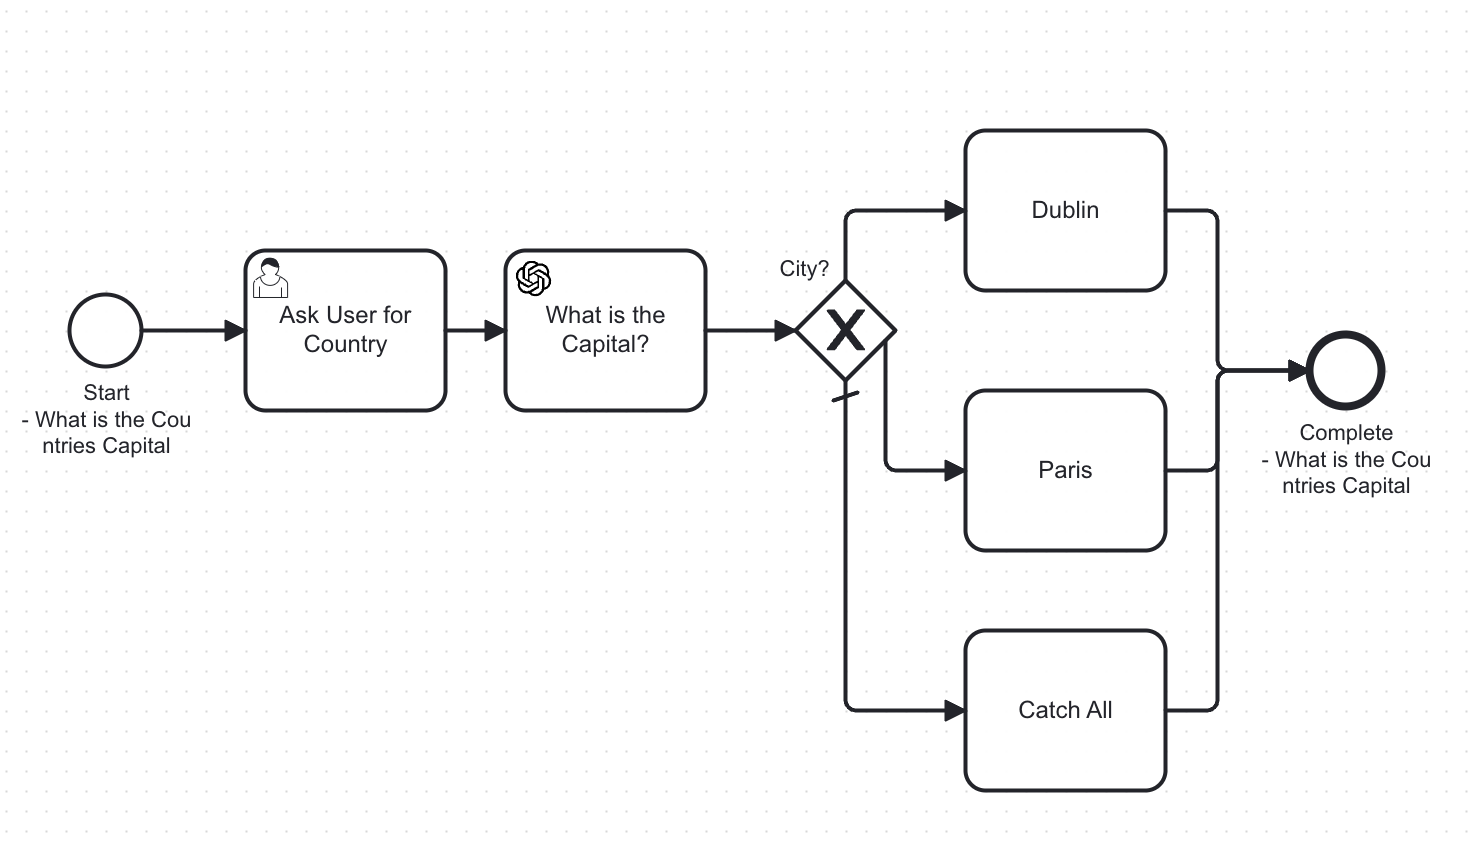 Start
- What is the Cou
ntries Capital
Ask User for
Country
What is the
Capital?
City?
X
Dublin
Paris
Catch All
Complete
- What is the Cou
ntries Capital